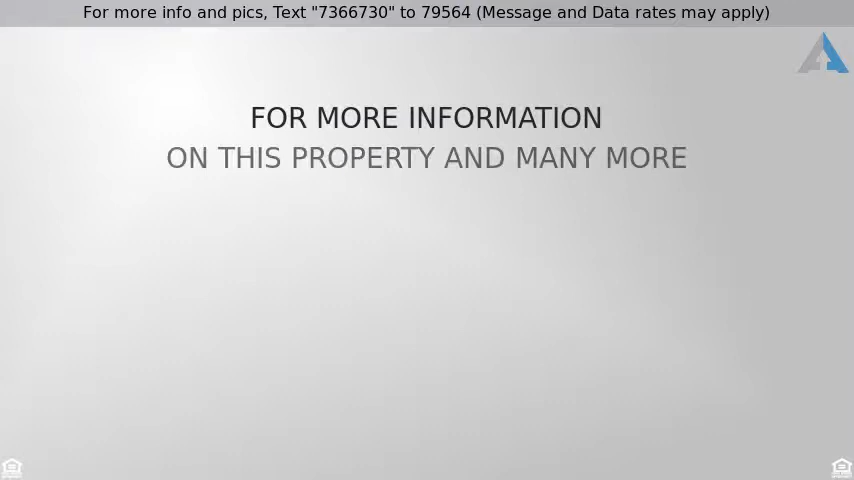 For more info and pics, Text "7366730" to 79564 (Message and Data rates may apply)
FOR MORE INFORMATION
ON THIS PROPERTY AND MANY MORE